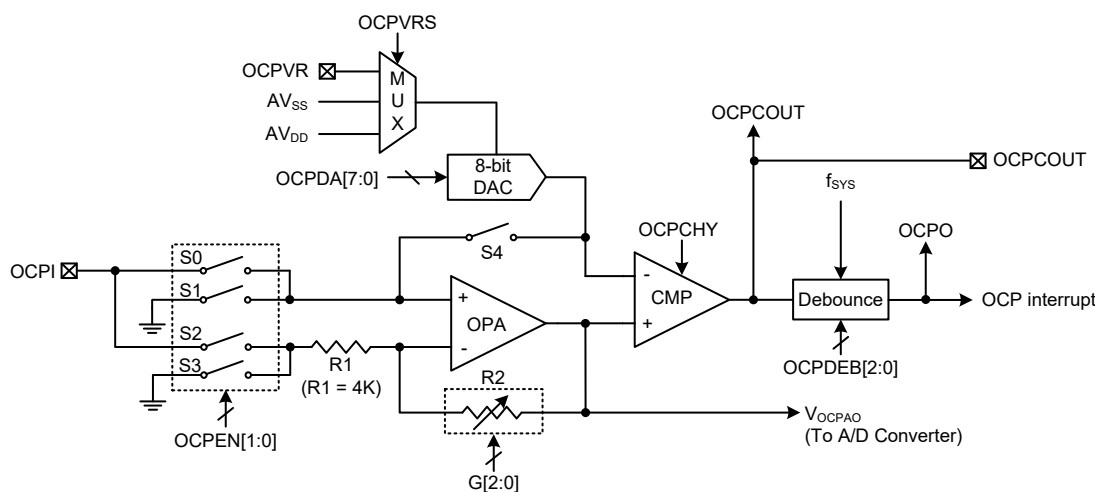 OCPVRS
OCPVR
M
U
X
AVSS
AVDD
OCPDA[7:0]
8-bit
DAC
OCPCOUT
OCPCOUT
fSYS
OCPCHY
OCPO
S4
OCPI
S0
S1
S2
S3
+
-
OPA
-
+
CMP
Debounce
OCP interrupt
R1
(R1 = 4K)
R2
OCPDEB[2:0]
OCPEN[1:0]
G[2:0]
VOCPAO
(To A/D Converter)